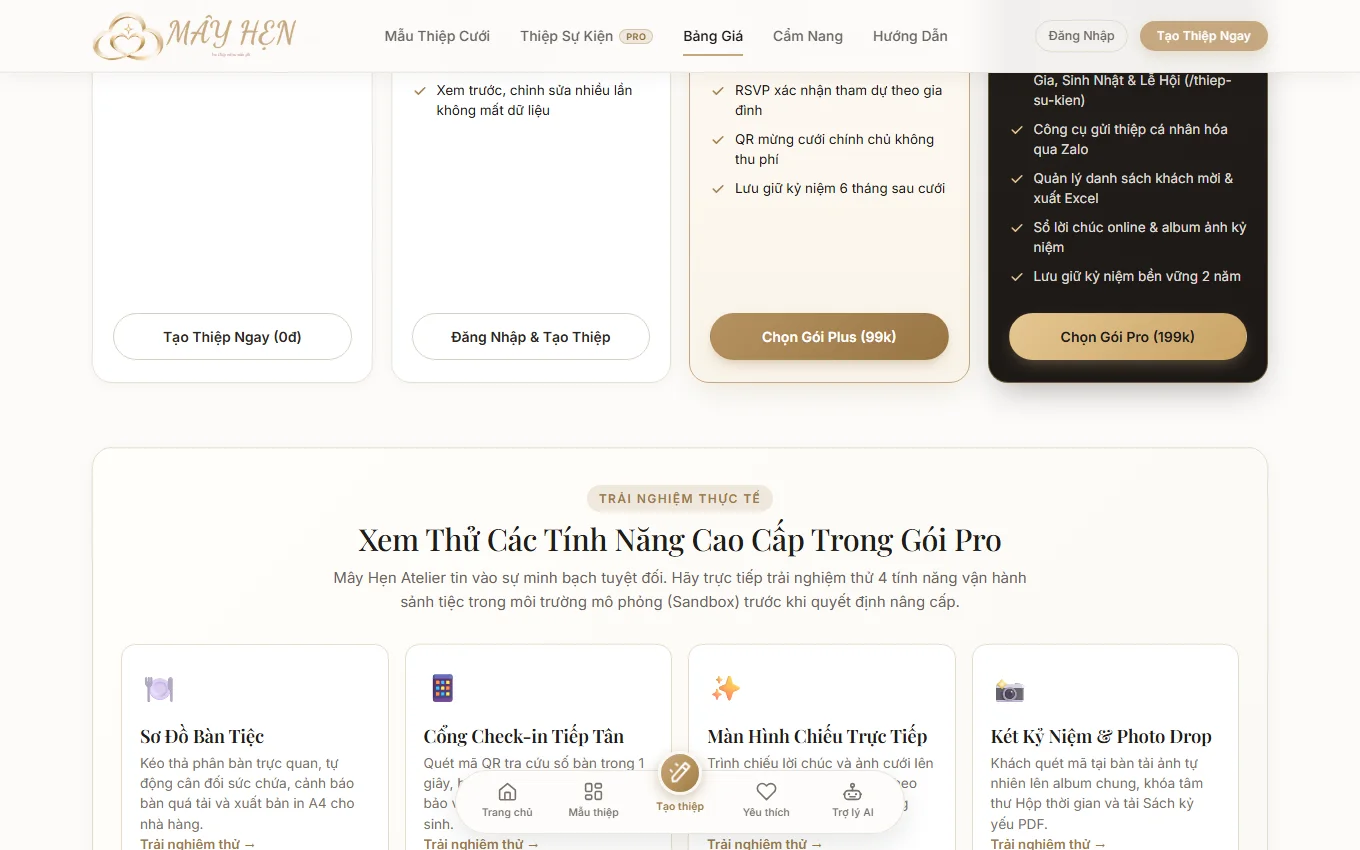 MÂY HẸN
Mẫu Thiệp Cưới
Thiệp Sự Kiện PRO
Bảng Giá
Cẩm Nang
Hướng Dẫn
Đăng Nhập
Tạo Thiệp Ngay
Tạo Thiệp Ngay (0đ)
Xem trước, chỉnh sửa nhiều lần
không mất dữ liệu
Đăng Nhập & Tạo Thiệp
RSVP xác nhận tham dự theo gia
đình
QR mừng cưới chính chủ không
thu phí
Lưu giữ kỷ niệm 6 tháng sau cưới
Chọn Gói Plus (99k)
Gia, Sinh Nhật & Lễ Hội (/thiep-
su-kien)
Công cụ gửi thiệp cá nhân hóa
qua Zalo
Quản lý danh sách khách mời &
xuất Excel
Sổ lời chúc online & album ảnh kỷ
niệm
Lưu giữ kỷ niệm bền vững 2 năm
Chọn Gói Pro (199k)
TRẢI NGHIỆM THỰC TẾ
Xem Thử Các Tính Năng Cao Cấp Trong Gói Pro
Mây Hẹn Atelier tin vào sự minh bạch tuyệt đối. Hãy trực tiếp trải nghiệm thử 4 tính năng vận hành
sảnh tiệc trong môi trường mô phỏng (Sandbox) trước khi quyết định nâng cấp.
Sơ Đồ Bàn Tiệc
Kéo thả phân bàn trực quan, tự
động cân đối sức chứa, cảnh báo
bàn quá tải và xuất bản in A4 cho
nhà hàng.
Trải nghiệm thử →
Cổng Check-in Tiếp Tân
Quét mã QR tra cứu số bàn trong 1
giây,
bảo
sinh.
Trải nghiệm thử →
Màn Hình Chiếu Trực Tiếp
Trình chiếu lời chúc và ảnh cưới lên
Trải nghiệm thử →
Két Kỷ Niệm & Photo Drop
Khách quét mã tại bàn tải ảnh tự
nhiên lên album chung, khóa tâm
thư Hộp thời gian và tải Sách kỷ
yếu PDF.
Trải nghiệm thử →
Trang chủ
Mẫu thiệp
Tạo thiệp
Yêu thích
Trợ lý AI